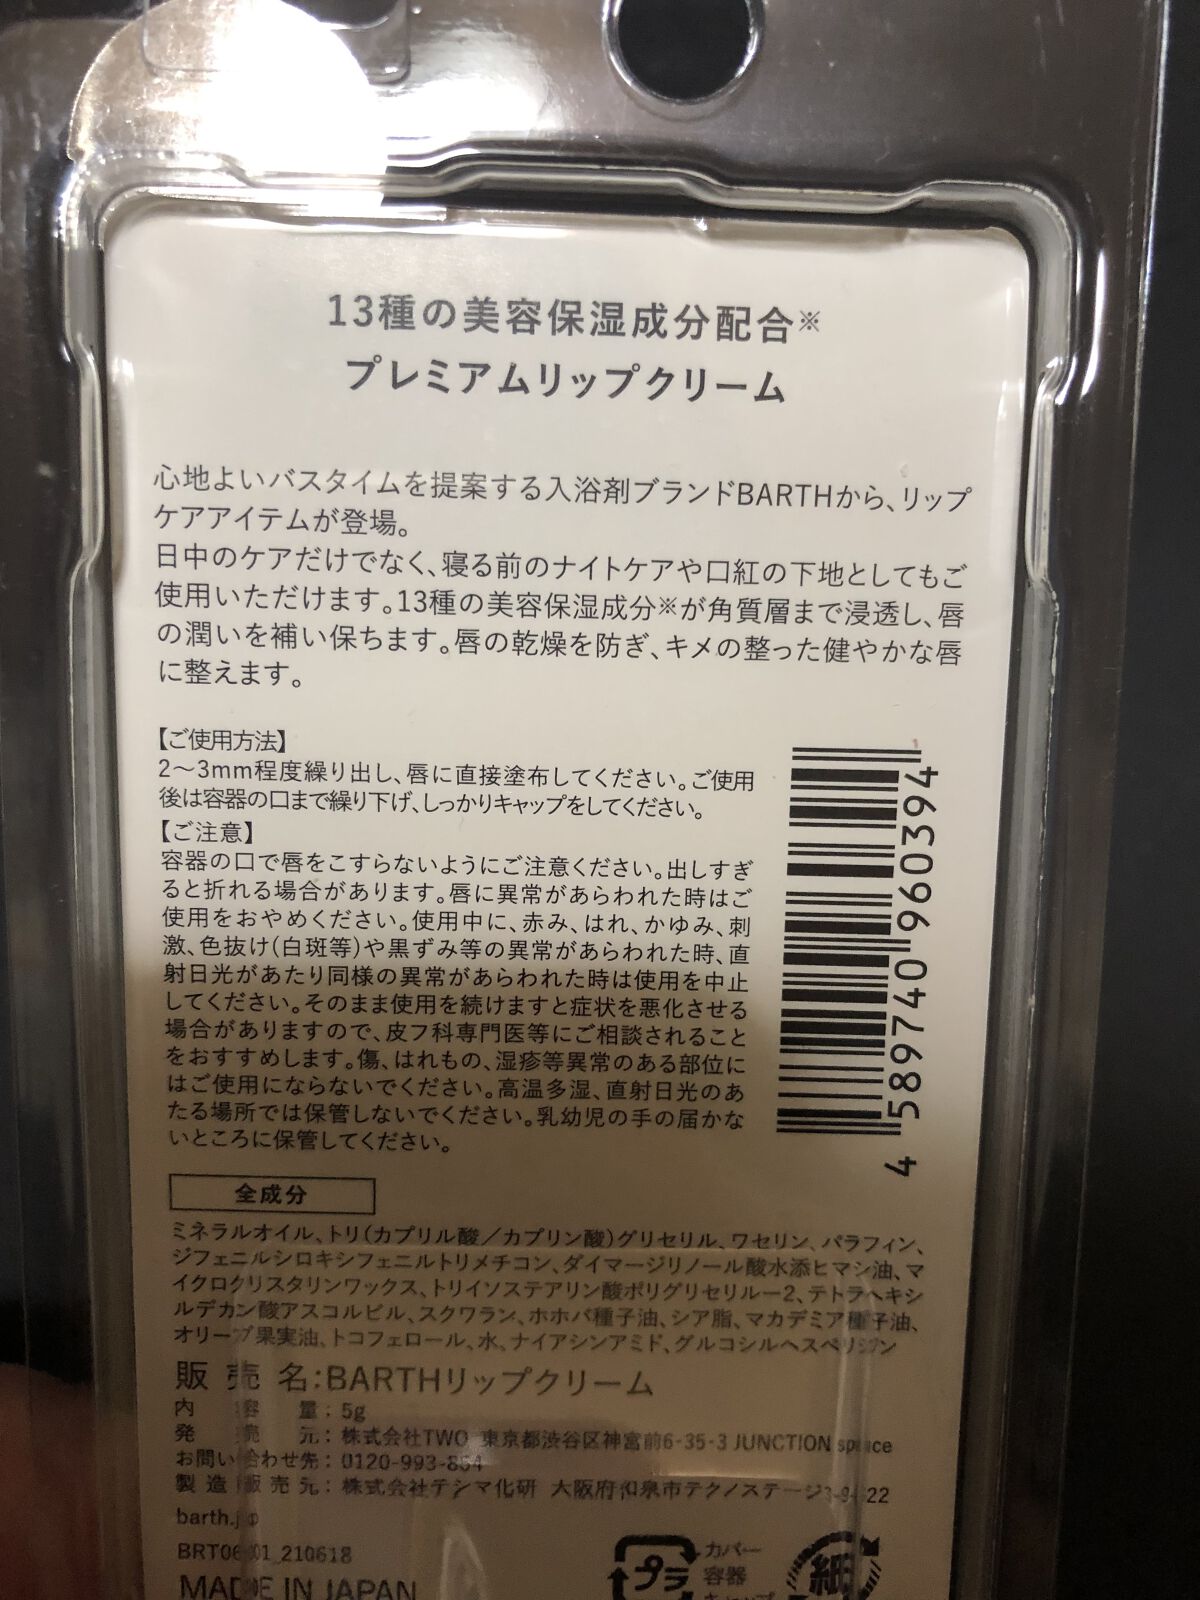 13種の美容保湿成分配合※
プレミアムリップクリーム
心地よいバスタイムを提案する入浴剤ブランドBARTHから、リップ
ケアアイテムが登場。
日中のケアだけでなく、寝る前のナイトケアや口紅の下地としてもご
使用いただけます。13種の美容保湿成分※が角質層まで浸透し、唇
の潤いを補い保ちます。唇の乾燥を防ぎ、キメの整った健やかな唇
に整えます。
【ご使用方法】
2〜3mm程度繰り出し、唇に直接塗布してください。ご使用
後は容器の口まで繰り下げ、しっかりキャップをしてください。
【ご注意】
容器の口で唇をこすらないようにご注意ください。出しすぎ
ると折れる場合があります。唇に異常があらわれた時はご
使用をおやめください。使用中に、赤み、はれ、かゆみ、刺
激、色抜け(白斑等)や黒ずみ等の異常があらわれた時、直
射日光があたり同様の異常があらわれた時は使用を中止
してください。そのまま使用を続けますと症状を悪化させる
場合がありますので、皮フ科専門医等にご相談されること
をおすすめします。傷、はれもの、湿疹等異常のある部位に
はご使用にならないでください。高温多湿、直射日光のあ
たる場所では保管しないでください。乳幼児の手の届かな
いところに保管してください。
4 589740 960394
全成分
ミネラルオイル、トリ(カプリル酸/カプリン酸)グリセリル、ワセリン、パラフィン、
ジフェニルシロキシフェニルトリメチコン、ダイマージリノール酸水添ヒマシ油、マ
イクロクリスタリンワックス、トリイソステアリン酸ポリグリセリル-2、テトラヘキシ
ルデカン酸アスコルビル、スクワラン、ホホバ種子油、シア脂、マカデミア種子油、
オリーブ果実油、トコフェロール、水、ナイアシンアミド、グルコシルヘスペリジン
販売名:BARTHリップクリーム
内容量:5g
発売元:株式会社TWO 東京都渋谷区神宮前6-35-3 JUNCTION space
お問い合わせ先:0120-993-854
製造販売元:株式会社テシマ化研 大阪府和泉市テクノステージ
barth.jp
210618
MADE IN JAPAN
プラ
カバー
容器
キャップ
紙